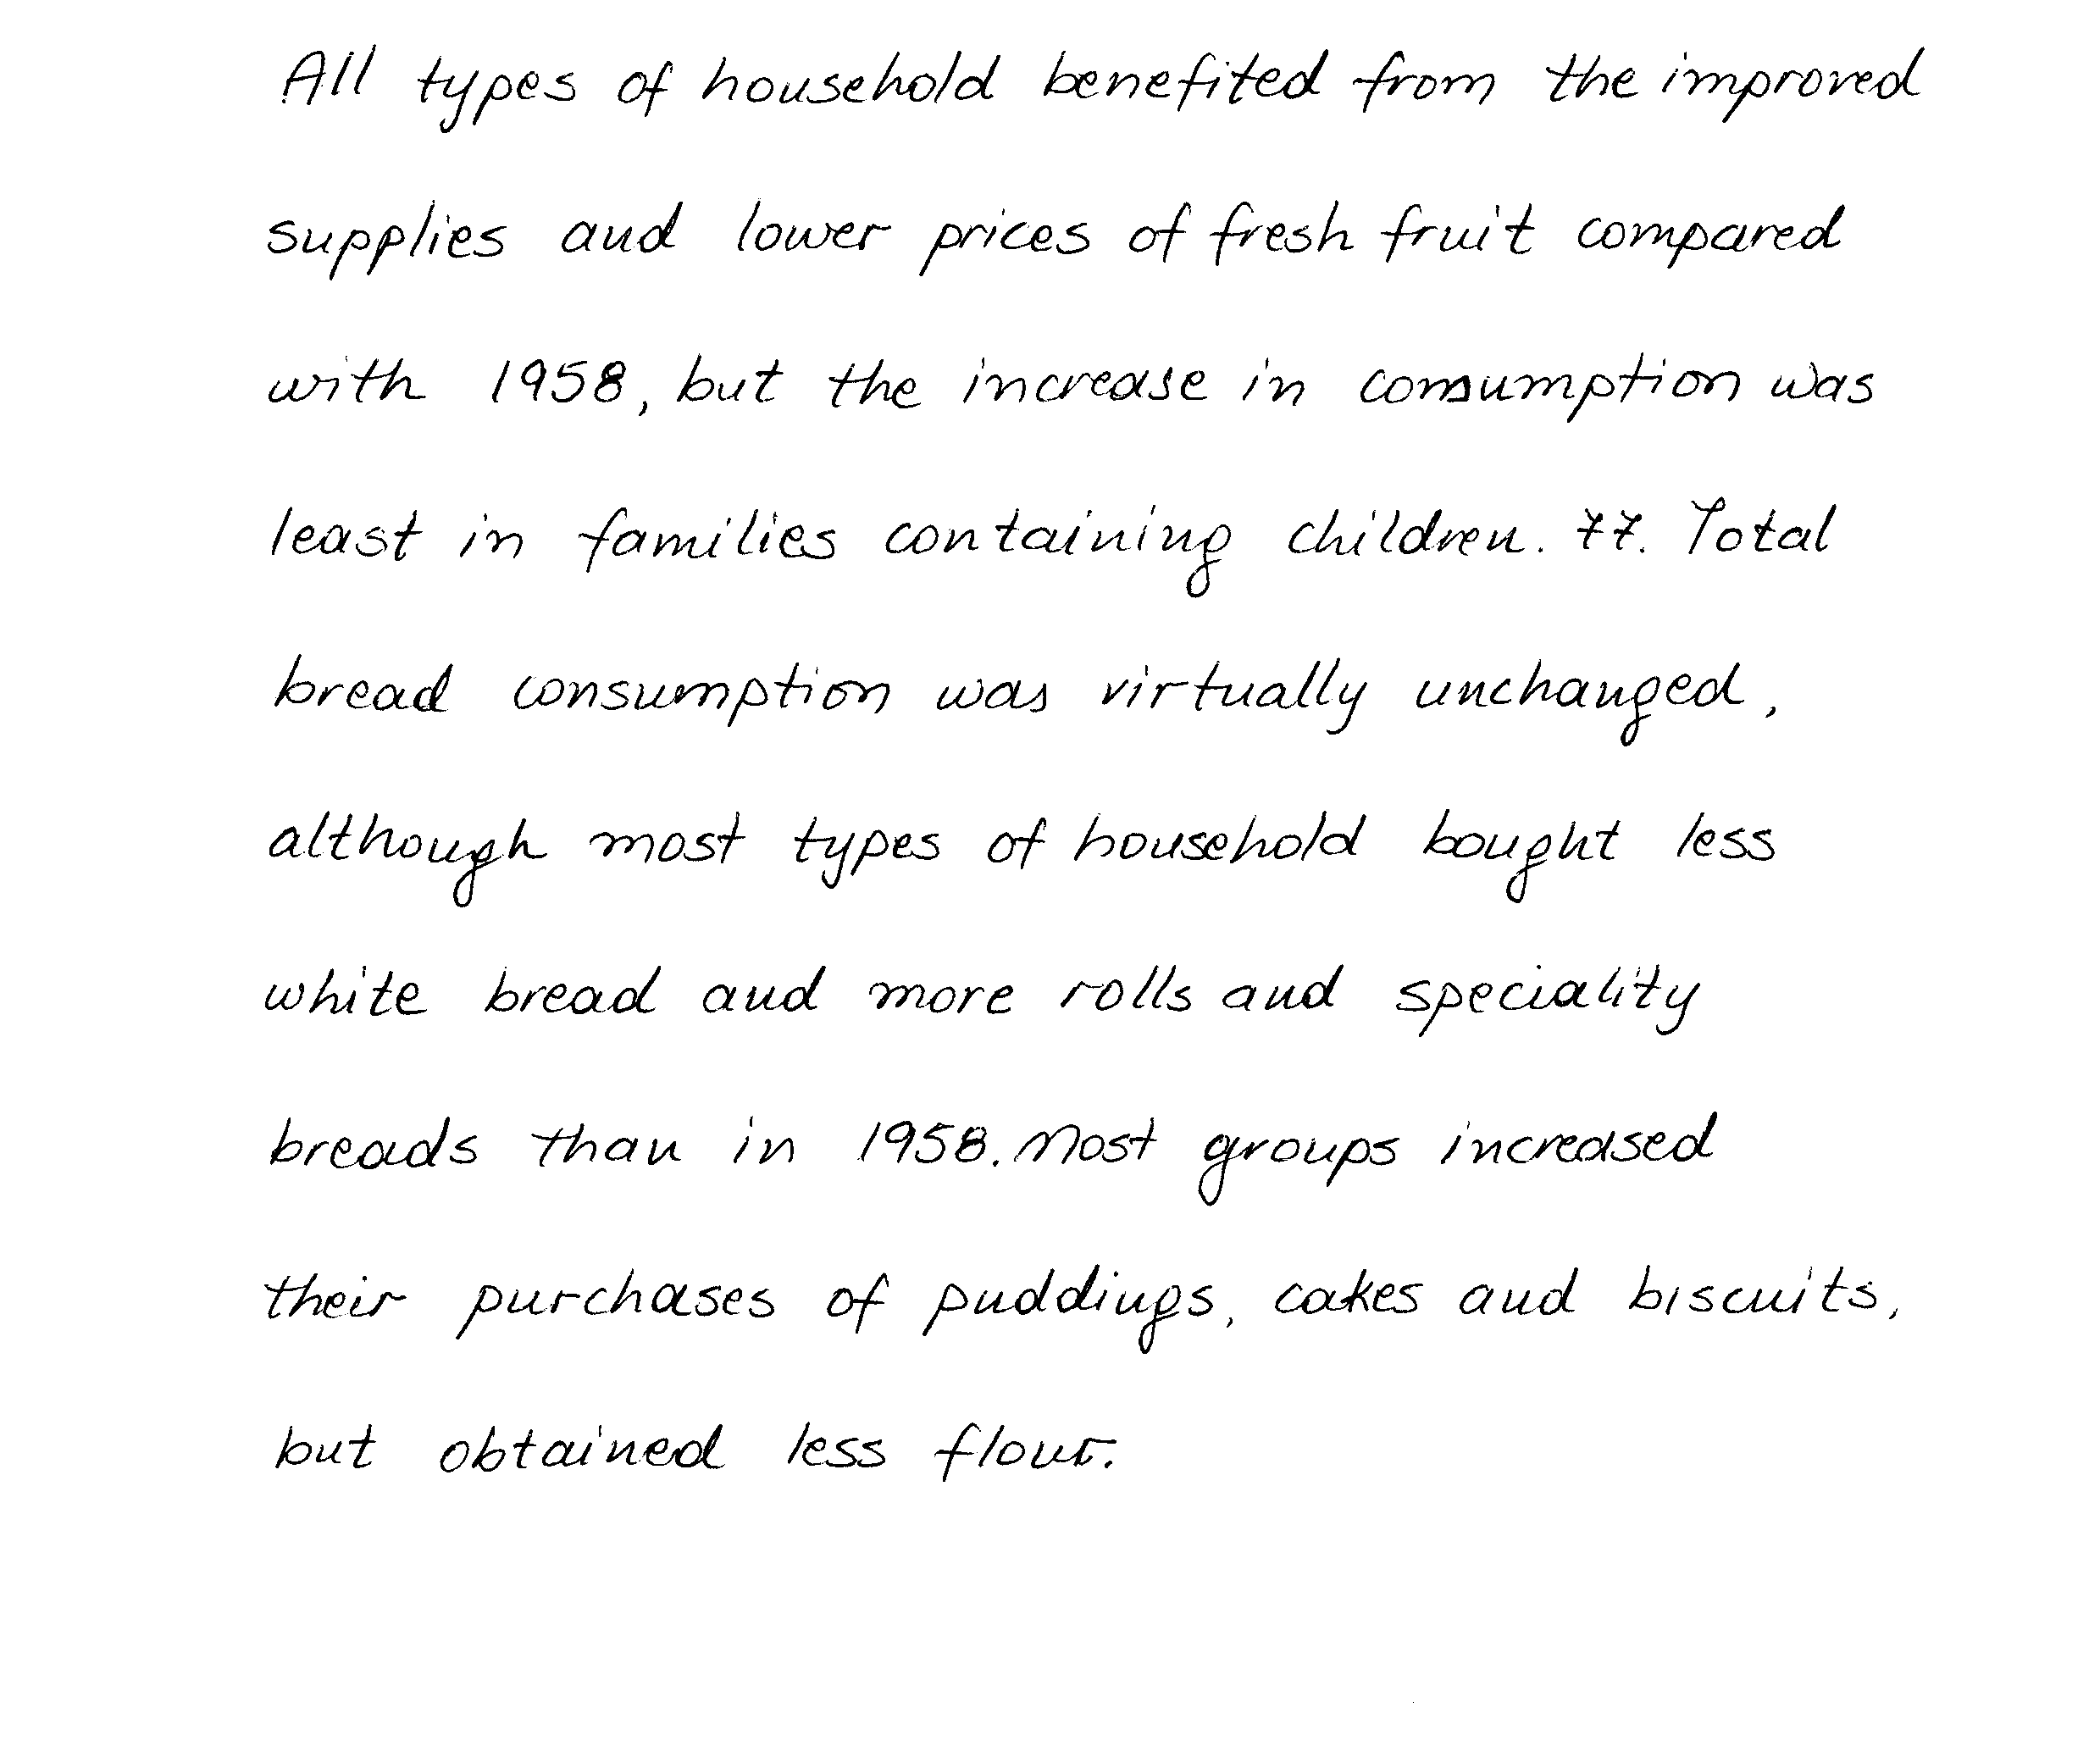 All types of household benefited from the improved
supplies and lower prices of fresh fruit compared
with 1958, but the increase in consumption was
least in families containing children. 77. Total
bread consumption was virtually unchanged,
although most types of household bought less
white bread and more rolls and speciality
breads than in 1958. Most groups increased
their purchases of puddings, cakes and biscuits,
but obtained less flour.